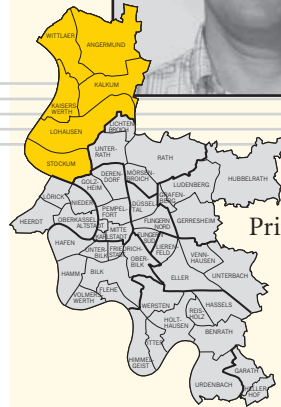 WITTLAER
ANGERMUND
KALKUM
KAISERS
WERTH
LOHAUSEN
LICHTEN
BROICH
STOCKUM
UNTER-
RATH
RATH
GOLZ-
HEIM
DEREN-
DORF
MÖRSEN-
BROICH
LUDENBERG
HUBBELRATH
LÖRICK
NIEDER
GRAFEN-
BERG
HEERDT
OBERKASSEL
ALTSTADT
PEMPEL-
FORT
DÜSSEL-
TAL
FLINGERN
NORD
GERRESHEIM
Pri
MITTE
KARLSTADT
FLINGERN
SÜD
HAFEN
UNTER-
BILK
FRIEDRICH-
STADT
OBER-
BILK
LIEREN-
FELD
VENN-
HAUSEN
HAMM
BILK
ELLER
UNTERBACH
VOLMERS-
WERTH
FLEHE
WERSTEN
HASSELS
REIS-
HOLZ
HOLT-
HAUSEN
BENRATH
ITTER
HIMMEL-
GEIST
URDENBACH
GARATH
HELLER-
HOF